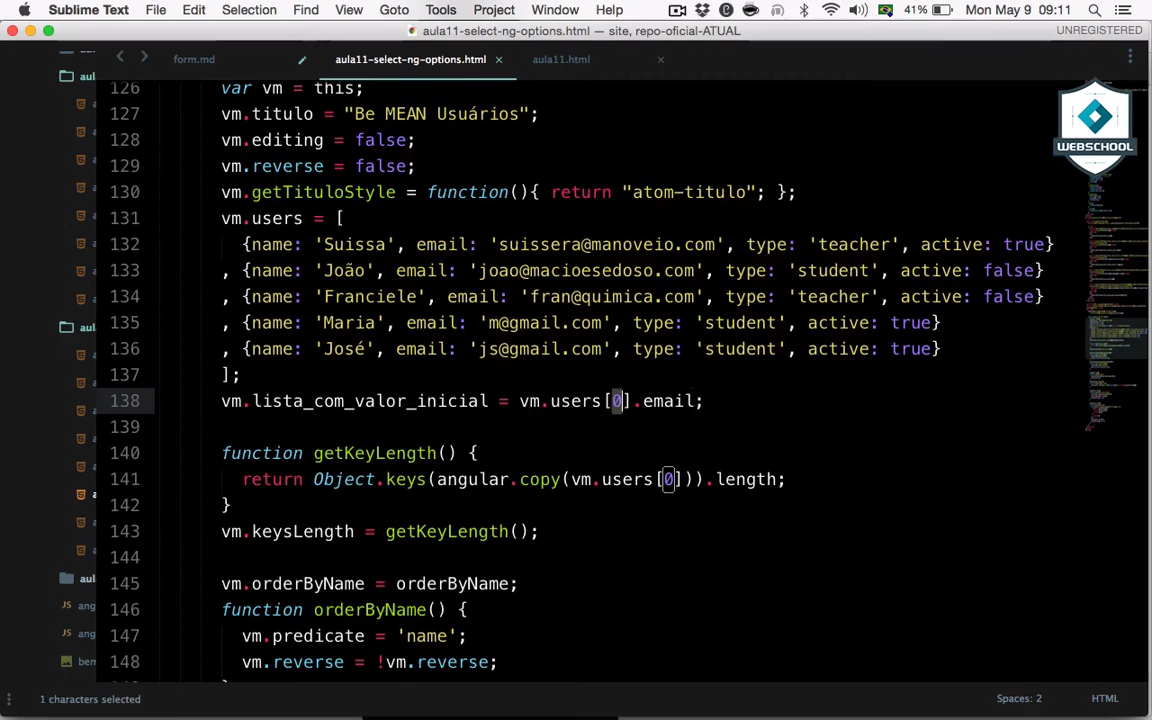 Sublime Text File Edit Selection Find View Goto Tools Project Window Help 41% Mon May 9 09:11
aula11-select-ng-options.html — site, repo-oficial-ATUAL UNREGISTERED
form.md aula11-select-ng-options.html × aula11.html ×
WEBSCHOOL
126 var vm = this;
127 vm.titulo = "Be MEAN Usuários";
128 vm.editing = false;
129 vm.reverse = false;
130 vm.getTituloStyle = function(){ return "atom-titulo"; };
131 vm.users = [
132 {name: 'Suissa', email: 'suissera@manoveio.com', type: 'teacher', active: true}
133 , {name: 'João', email: 'joao@macioesedoso.com', type: 'student', active: false}
134 , {name: 'Franciele', email: 'fran@quimica.com', type: 'teacher', active: false}
135 , {name: 'Maria', email: 'm@gmail.com', type: 'student', active: true}
136 , {name: 'José', email: 'js@gmail.com', type: 'student', active: true}
137 ];
138 vm.lista_com_valor_inicial = vm.users[0].email;
139
140 function getKeyLength() {
141 return Object.keys(angular.copy(vm.users[0])).length;
142 }
143 vm.keysLength = getKeyLength();
144
145 vm.orderByName = orderByName;
146 function orderByName() {
147 vm.predicate = 'name';
148 vm.reverse = !vm.reverse;
aul
aul
aul
JS ang
JS ang
bem
1 characters selected Spaces: 2 HTML